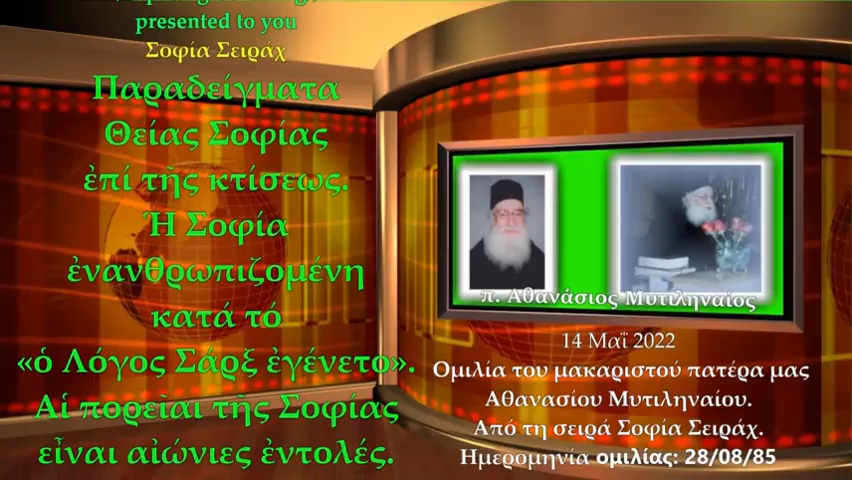 presented to you
Σοφία Σειράχ
Παραδείγματα
Θείας Σοφίας
ἐπί τῆς κτίσεως.
Ἡ Σοφία
ἐνανθρωπιζομένη
κατά τό
«ὁ Λόγος Σάρξ ἐγένετο».
Αἱ πορεῖαι τῆς Σοφίας
εἶναι αἰώνιες ἐντολές.
π. Αθανάσιος Μυτιληναίος
14 Μαΐ 2022
Ομιλία του μακαριστού πατέρα μας
Αθανασίου Μυτιληναίου.
Από τη σειρά Σοφία Σειράχ.
Ημερομηνία ομιλίας: 28/08/85